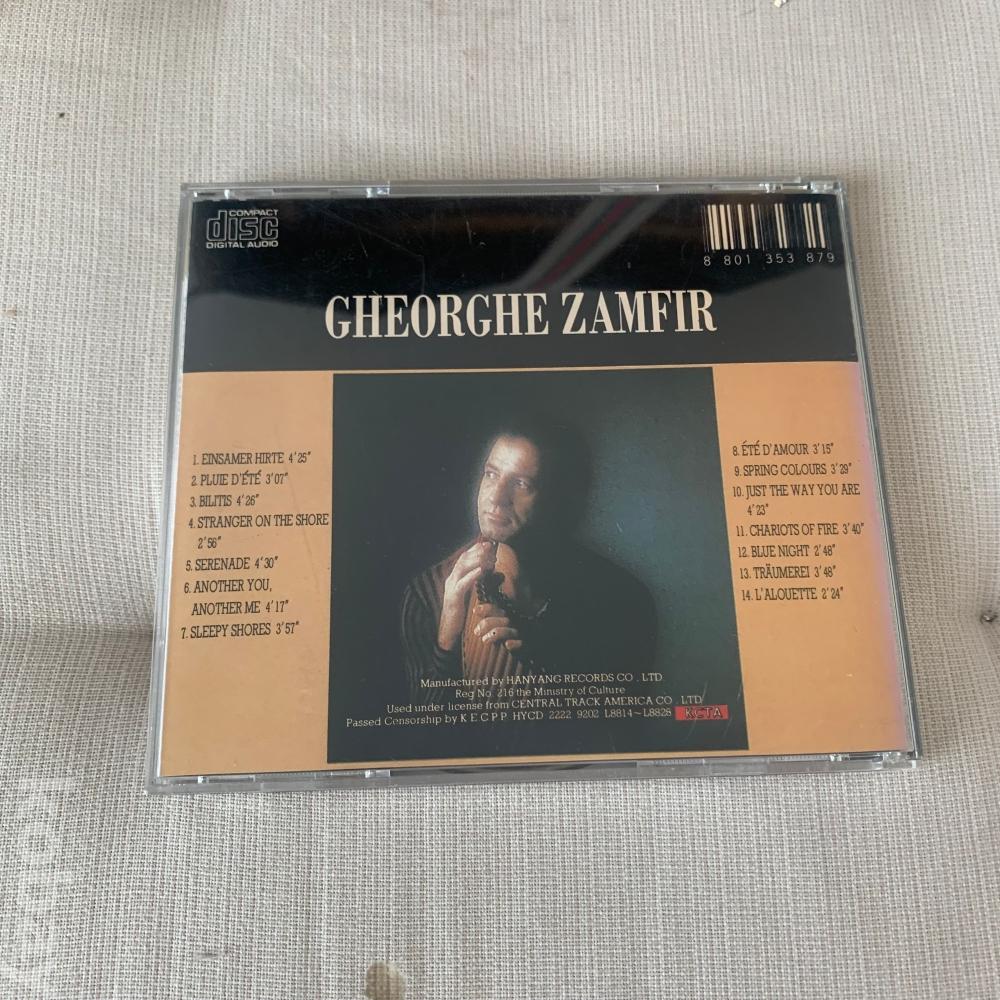 COMPACT
disc
DIGITAL AUDIO
8 801 353 879
GHEORGHE ZAMFIR
1. EINSAMER HIRTE 4'25"
2. PLUIE D'ÉTÉ 3'07"
3. BILITIS 4'26"
4. STRANGER ON THE SHORE
2'56"
5. SERENADE 4'30"
6. ANOTHER YOU,
ANOTHER ME 4'17"
7. SLEEPY SHORES 3'57"
8. ÉTÉ D'AMOUR 3'15"
9. SPRING COLOURS 3'29"
10. JUST THE WAY YOU ARE
4'23"
11. CHARIOTS OF FIRE 3'40"
12. BLUE NIGHT 2'48"
13. TRÄUMEREI 3'48"
14. L'ALOUETTE 2'24"
Manufactured by HANYANG RECORDS CO. LTD
Reg No. 216 the Ministry of Culture
Used under license from CENTRAL TRACK AMERICA CO. LTD
Passed Censorship by K E C P P HYCD 2222 9202 L8814~L8828 KCTA